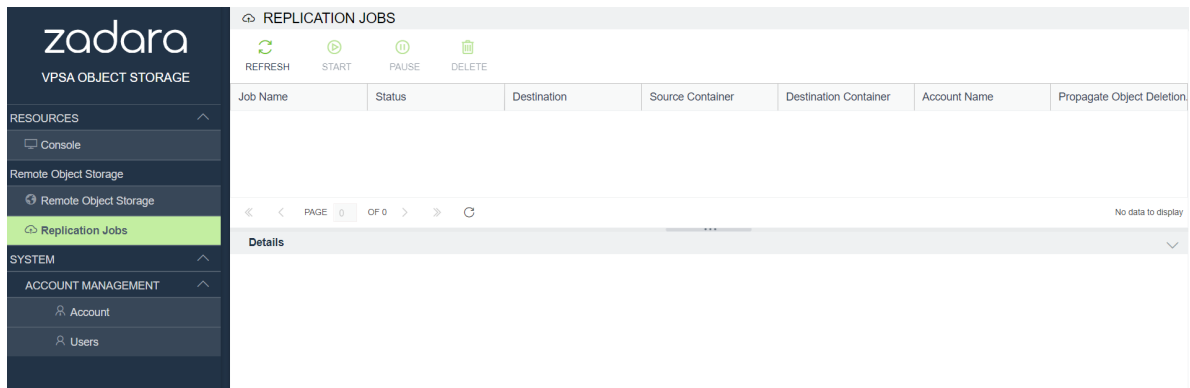 zadara
VPSA OBJECT STORAGE
RESOURCES
Console
Remote Object Storage
Remote Object Storage
Replication Jobs
SYSTEM
ACCOUNT MANAGEMENT
Account
Users
REPLICATION JOBS
REFRESH START PAUSE DELETE
Job Name Status Destination Source Container Destination Container Account Name Propagate Object Deletion.
PAGE 0 OF 0 No data to display
Details